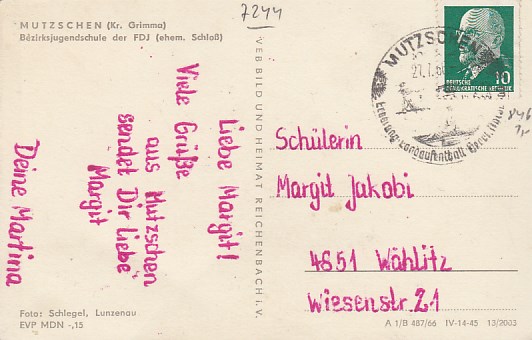 7244
MUTZSCHEN (Kr. Grimma)
Bezirksjugendschule der FDJ (ehem. Schloß)
Liebe Margit!
Viele Grüße
aus Mutzschen
sendet Dir Liebe
Margit
Deine Martina
Foto: Schlegel, Lunzenau
EVP MDN -,15
VEB BILD UND HEIMAT REICHENBACH i. V.
MUTZSCHEN
10
DEUTSCHE
DEMOKRATISCHE REPUBLIK
Schülerin
Margit Jakobi
4851 Wählitz
Wiesenstr. 21
A 1/B 487/66 IV-14-45 13/2003